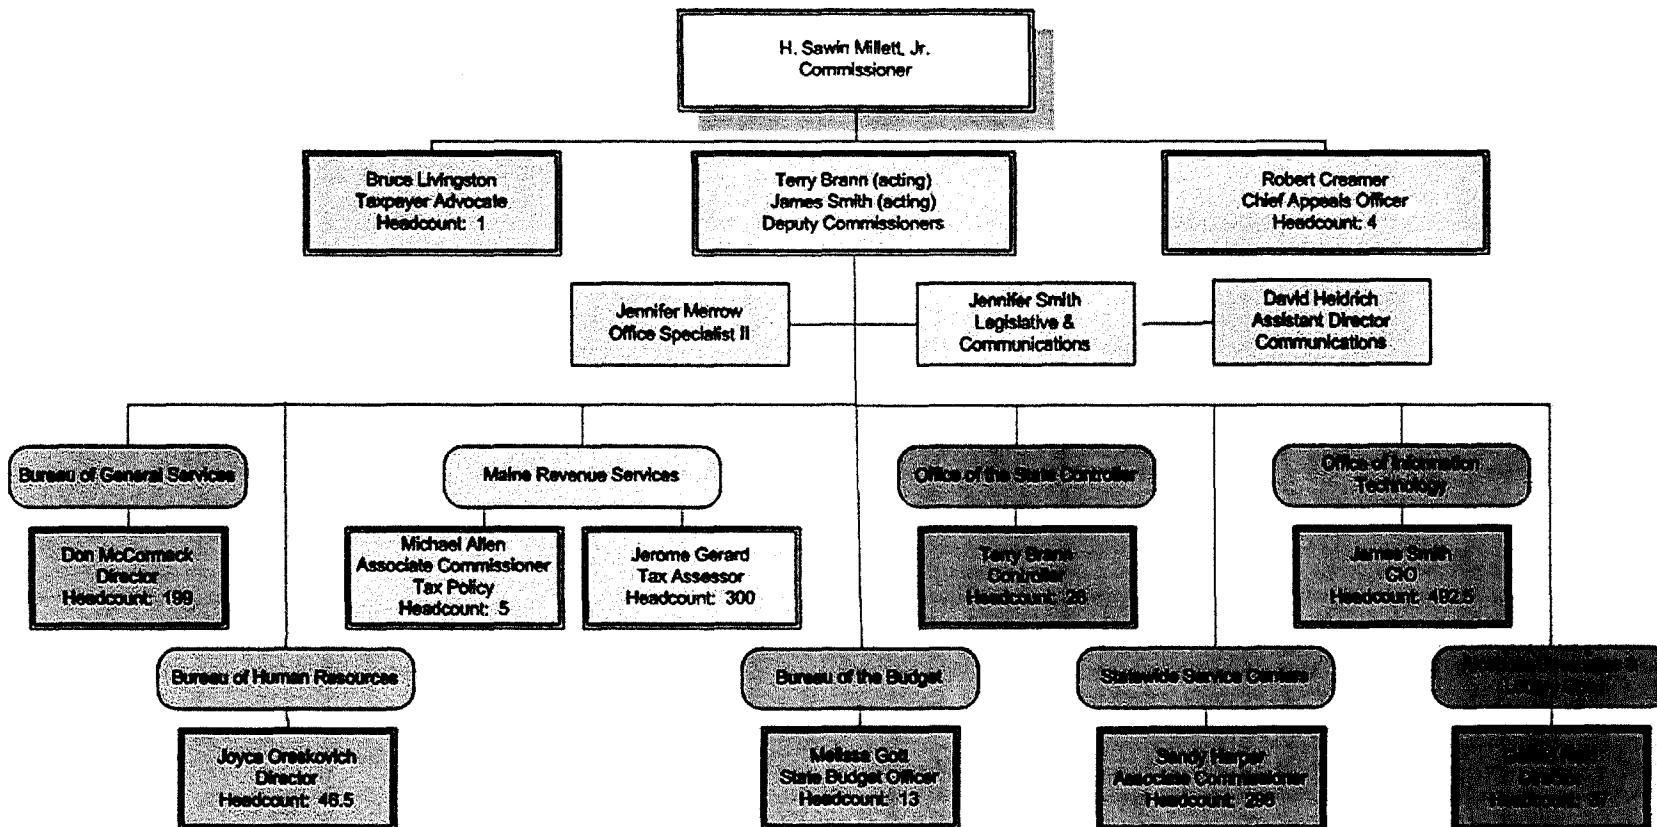 H. Sawin Millett, Jr.
Commissioner
Bruce Livingston
Taxpayer Advocate
Headcount: 1
Terry Brann (acting)
James Smith (acting)
Deputy Commissioners
Robert Creamer
Chief Appeals Officer
Headcount: 4
Jennifer Merrow
Office Specialist II
Jennifer Smith
Legislative &
Communications
David Heidrich
Assistant Director
Communications
Bureau of General Services
Maine Revenue Services
Office of the State Controller
Office of Information
Technology
Don McCormack
Director
Headcount: 199
Michael Allen
Associate Commissioner
Tax Policy
Headcount: 5
Jerome Gerard
Tax Assessor
Headcount: 300
Terry Brann
Controller
Headcount:
James Smith
CIO
Headcount: 492.5
Bureau of Human Resources
Bureau of the Budget
Statewide Service Centers
Joyce Oreskovich
Director
Headcount: 46.5
Melissa Gott
State Budget Officer
Headcount: 13
Sandy Harper
Associate Commissioner
Headcount:
Director
Headcount: